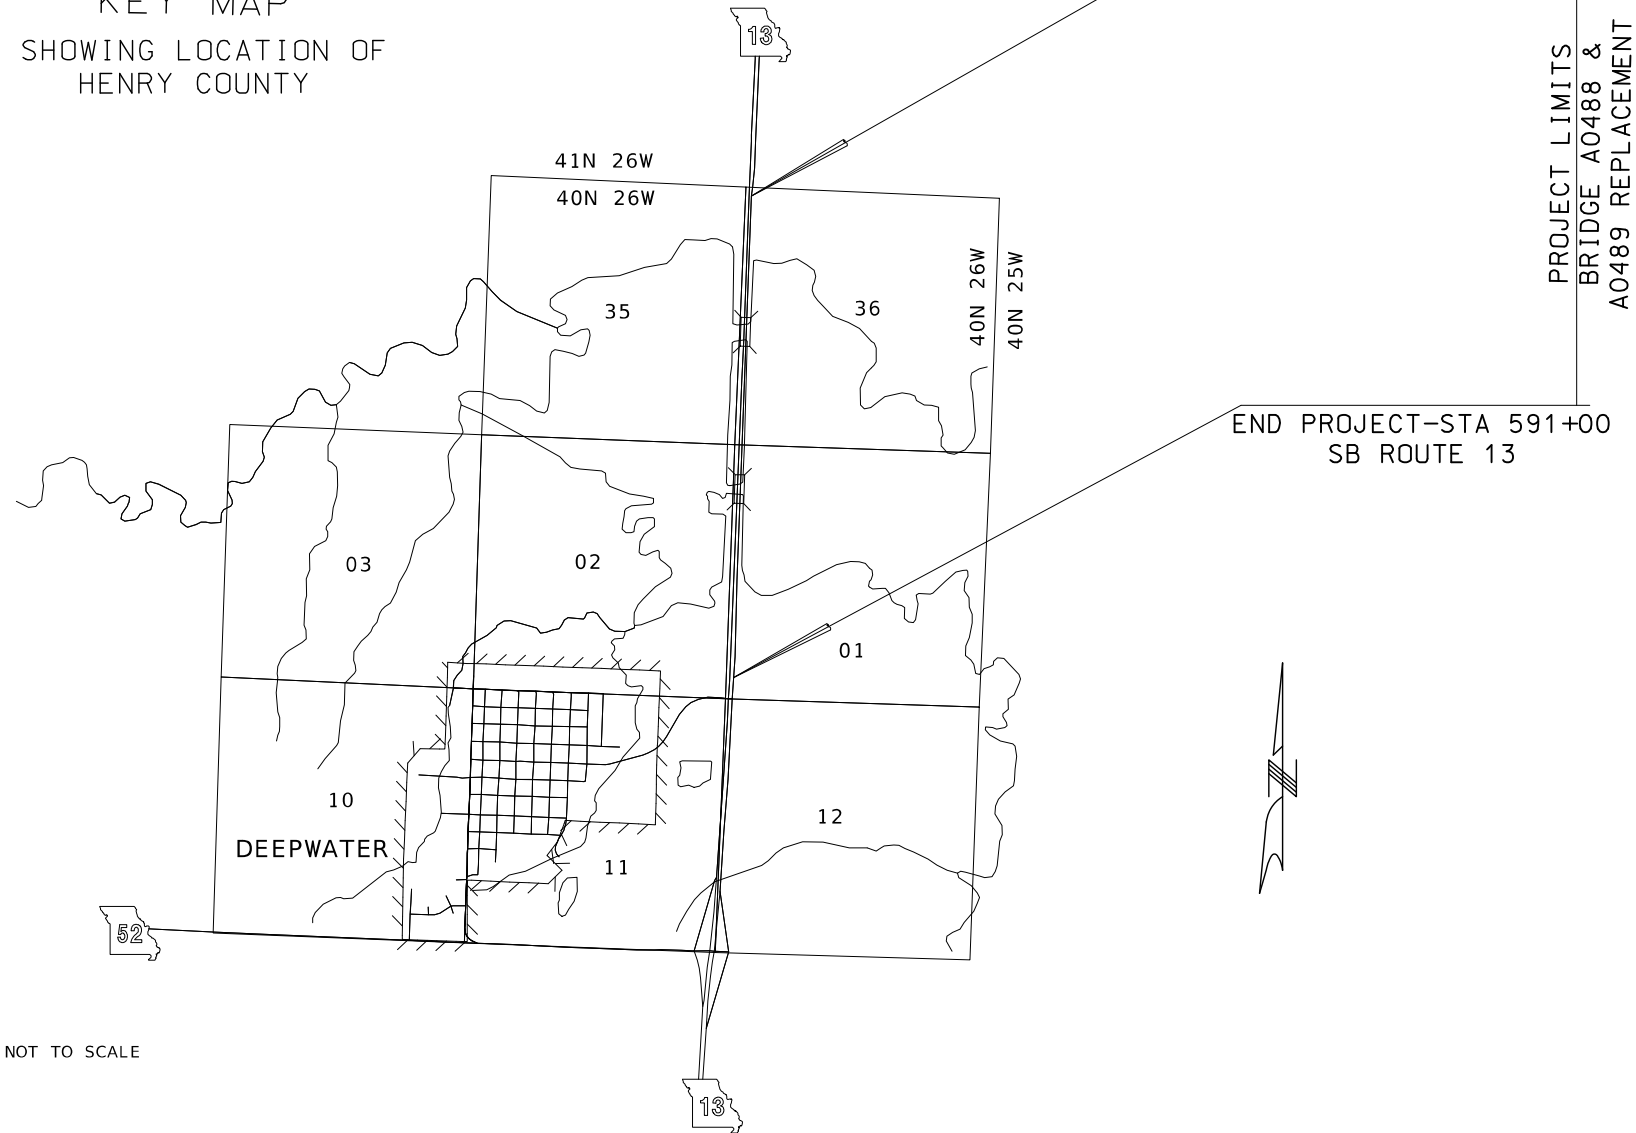 KEY MAP
SHOWING LOCATION OF
HENRY COUNTY
13
41N 26W
40N 26W
40N 26W
40N 25W
35
36
PROJECT LIMITS
BRIDGE A0488 &
A0489 REPLACEMENT
END PROJECT-STA 591+00
SB ROUTE 13
03
02
01
10
DEEPWATER
11
12
52
NOT TO SCALE
13
N